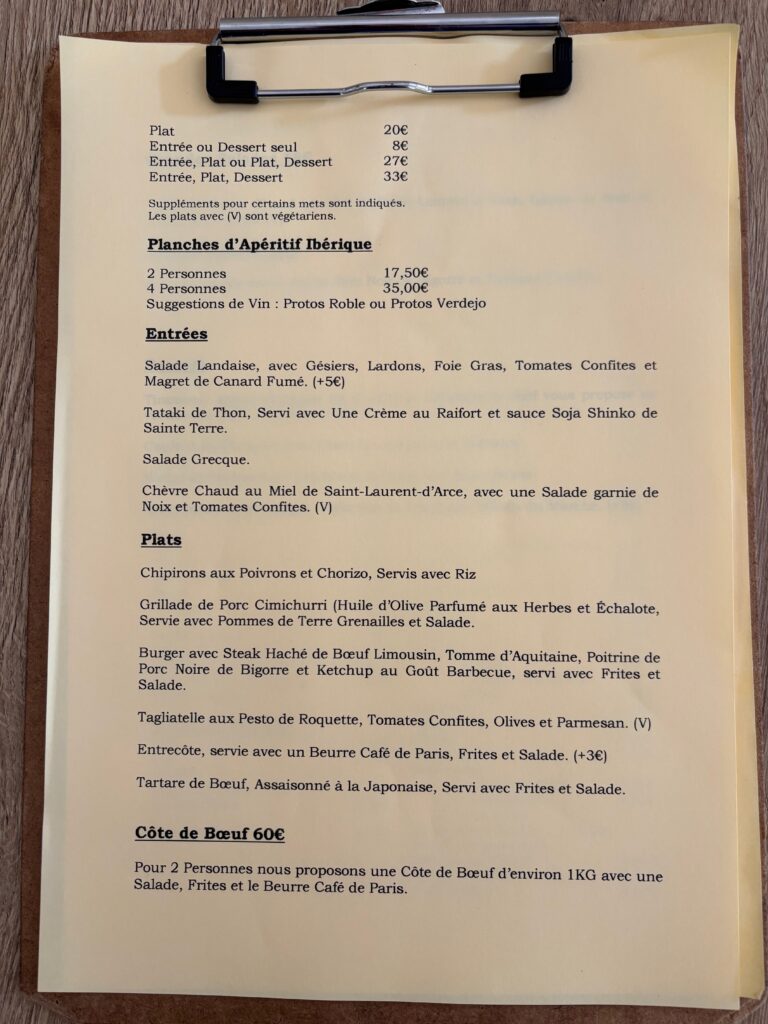 Plat 20€
Entrée ou Dessert seul 8€
Entrée, Plat ou Plat, Dessert 27€
Entrée, Plat, Dessert 33€
Suppléments pour certains mets sont indiqués.
Les plats avec (V) sont végétariens.
Planches d'Apéritif Ibérique
2 Personnes 17,50€
4 Personnes 35,00€
Suggestions de Vin : Protos Roble ou Protos Verdejo
Entrées
Salade Landaise, avec Gésiers, Lardons, Foie Gras, Tomates Confites et
Magret de Canard Fumé. (+5€)
Tataki de Thon, Servi avec Une Crème au Raifort et sauce Soja Shinko de
Sainte Terre.
Salade Grecque.
Chèvre Chaud au Miel de Saint-Laurent-d'Arce, avec une Salade garnie de
Noix et Tomates Confites. (V)
Plats
Chipirons aux Poivrons et Chorizo, Servis avec Riz
Grillade de Porc Cimichurri (Huile d'Olive Parfumé aux Herbes et Échalote,
Servie avec Pommes de Terre Grenailles et Salade.
Burger avec Steak Haché de Bœuf Limousin, Tomme d'Aquitaine, Poitrine de
Porc Noire de Bigorre et Ketchup au Goût Barbecue, servi avec Frites et
Salade.
Tagliatelle aux Pesto de Roquette, Tomates Confites, Olives et Parmesan. (V)
Entrecôte, servie avec un Beurre Café de Paris, Frites et Salade. (+3€)
Tartare de Bœuf, Assaisonné à la Japonaise, Servi avec Frites et Salade.
Côte de Bœuf 60€
Pour 2 Personnes nous proposons une Côte de Bœuf d'environ 1KG avec une
Salade, Frites et le Beurre Café de Paris.